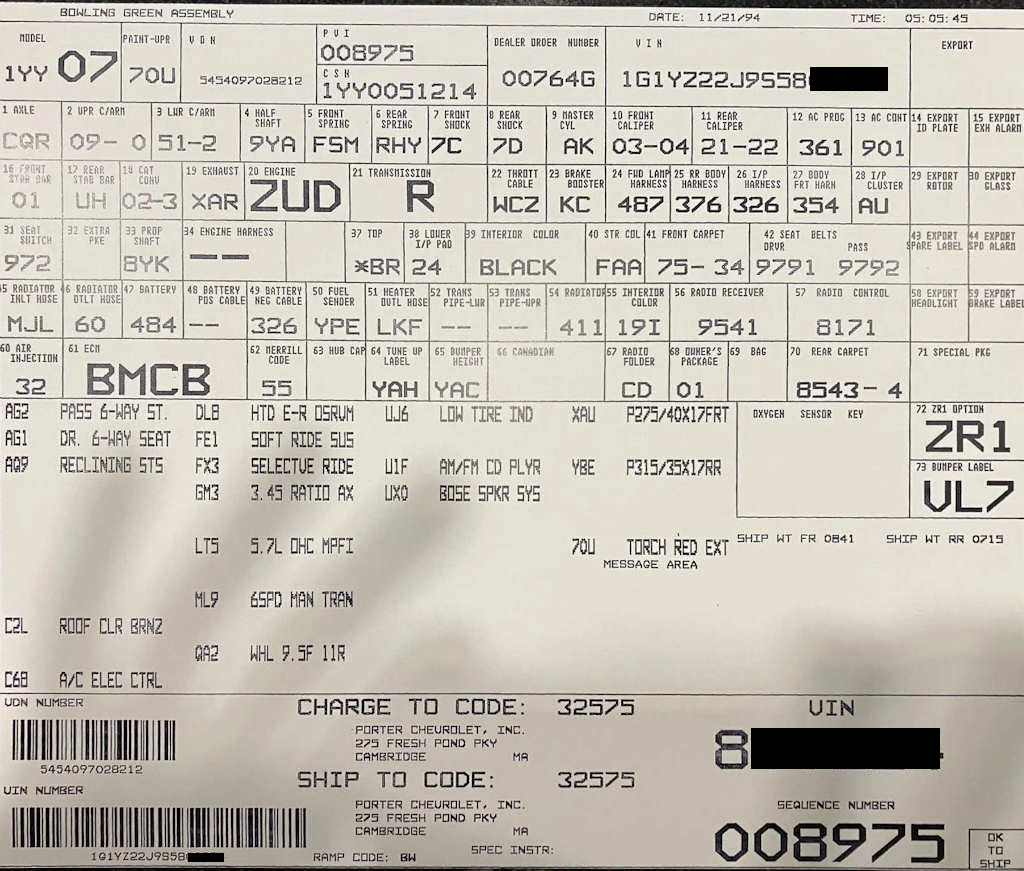 BOWLING GREEN ASSEMBLY DATE: 11/21/94 TIME: 05:05:45
MODEL 1YY 07
PAINT-UPR 70U
VON 5454097028212
PVI 008975
CSN 1YY0051214
DEALER ORDER NUMBER 00764G
VIN 1G1YZ22J9S58
EXPORT
1 AXLE CQR
2 UPR C/ARM 09- 0
3 LWR C/ARM 51-2
4 HALF SHAFT 9YA
5 FRONT SPRING FSM
6 REAR SPRING RHY
7 FRONT SHOCK 7C
8 REAR SHOCK 7D
9 MASTER CYL AK
10 FRONT CALIPER 03-04
11 REAR CALIPER 21-22
12 AC PROG 361
13 AC CONT 901
14 EXPORT ID PLATE
15 EXPORT EXH ALARM
16 FRONT STAB BAR 01
17 REAR STAB BAR UH
18 CAT CONV 02-3
19 EXHAUST XAR
20 ENGINE ZUD
21 TRANSMISSION R
22 THROTT CABLE WCZ
23 BRAKE BOOSTER KC
24 FWD LAMP HARNESS 487
25 RR BODY HARNESS 376
26 I/P HARNESS 326
27 BODY FRT HARN 354
28 I/P CLUSTER AU
29 EXPORT ROTOR
30 EXPORT GLASS
31 SEAT SWITCH 972
32 EXTRA PKE
33 PROP SHAFT 8YK
34 ENGINE HARNESS --
37 TOP *BR
38 LOWER I/P PAD 24
39 INTERIOR COLOR BLACK
40 STR COL FAA
41 FRONT CARPET 75- 34
42 SEAT BELTS DRVR 9791 PASS 9792
43 EXPORT SPARE LABEL
44 EXPORT SPD ALARM
45 RADIATOR INLT HOSE MJL
46 RADIATOR OTLT HOSE 60
47 BATTERY 484
48 BATTERY POS CABLE --
49 BATTERY NEG CABLE 326
50 FUEL SENDER YPE
51 HEATER OUTL HOSE LKF
52 TRANS PIPE-LWR --
53 TRANS PIPE-UPR --
54 RADIATOR 411
55 INTERIOR COLOR 19I
56 RADIO RECEIVER 9541
57 RADIO CONTROL 8171
58 EXPORT HEADLIGHT
59 EXPORT BRAKE LABEL
60 AIR INJECTION 32
61 ECM BMCB
62 MERRILL CODE 55
63 HUB CAP
64 TUNE UP LABEL YAH
65 BUMPER HEIGHT YAC
66 CANADIAN
67 RADIO FOLDER CD
68 OWNER'S PACKAGE 01
69 BAG
70 REAR CARPET 8543- 4
71 SPECIAL PKG
AG2 PASS 6-WAY ST. DL8 HTD E-R OSRVM UJ6 LOW TIRE IND XAU P275/40X17FRT
OXYGEN SENSOR KEY
72 ZR1 OPTION ZR1
AG1 DR. 6-WAY SEAT FE1 SOFT RIDE SUS
AQ9 RECLINING STS FX3 SELECTVE RIDE U1F AM/FM CD PLYR YBE P315/35X17RR
73 BUMPER LABEL VL7
GM3 3.45 RATIO AX UX0 BOSE SPKR SYS
LT5 5.7L OHC MPFI 70U TORCH RED EXT
SHIP WT FR 0841 SHIP WT RR 0715
MESSAGE AREA
ML9 6SPD MAN TRAN
C2L ROOF CLR BRNZ
QA2 WHL 9.5F 11R
C68 A/C ELEC CTRL
VON NUMBER
5454097028212
CHARGE TO CODE: 32575
PORTER CHEVROLET, INC.
275 FRESH POND PKY
CAMBRIDGE MA
VIN
8
SHIP TO CODE: 32575
VIN NUMBER
1G1YZ22J9S58
PORTER CHEVROLET, INC.
275 FRESH POND PKY
CAMBRIDGE MA
SEQUENCE NUMBER
008975
RAMP CODE: BW SPEC INSTR:
OK TO SHIP